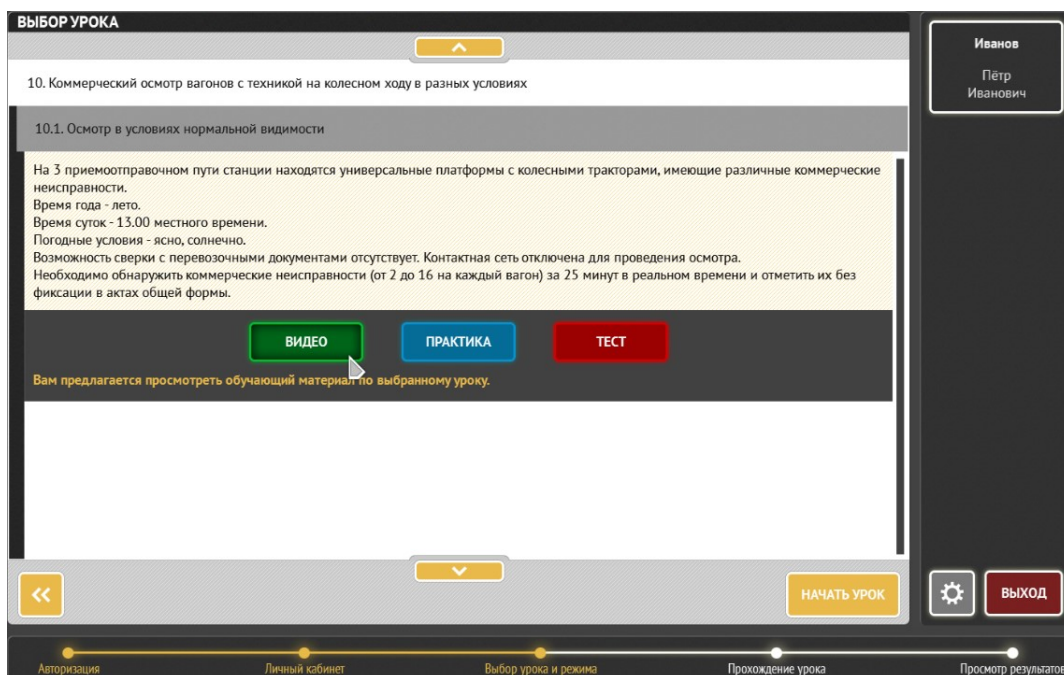 ВЫБОР УРОКА
Иванов
Пётр
Иванович
10. Коммерческий осмотр вагонов с техникой на колесном ходу в разных условиях
10.1. Осмотр в условиях нормальной видимости
На 3 приемоотправочном пути станции находятся универсальные платформы с колесными тракторами, имеющие различные коммерческие
неисправности.
Время года - лето.
Время суток - 13.00 местного времени.
Погодные условия - ясно, солнечно.
Возможность сверки с перевозочными документами отсутствует. Контактная сеть отключена для проведения осмотра.
Необходимо обнаружить коммерческие неисправности (от 2 до 16 на каждый вагон) за 25 минут в реальном времени и отметить их без
фиксации в актах общей формы.
ВИДЕО
ПРАКТИКА
ТЕСТ
Вам предлагается просмотреть обучающий материал по выбранному уроку.
НАЧАТЬ УРОК
ВЫХОД
Авторизация
Личный кабинет
Выбор урока и режима
Прохождение урока
Просмотр результатов